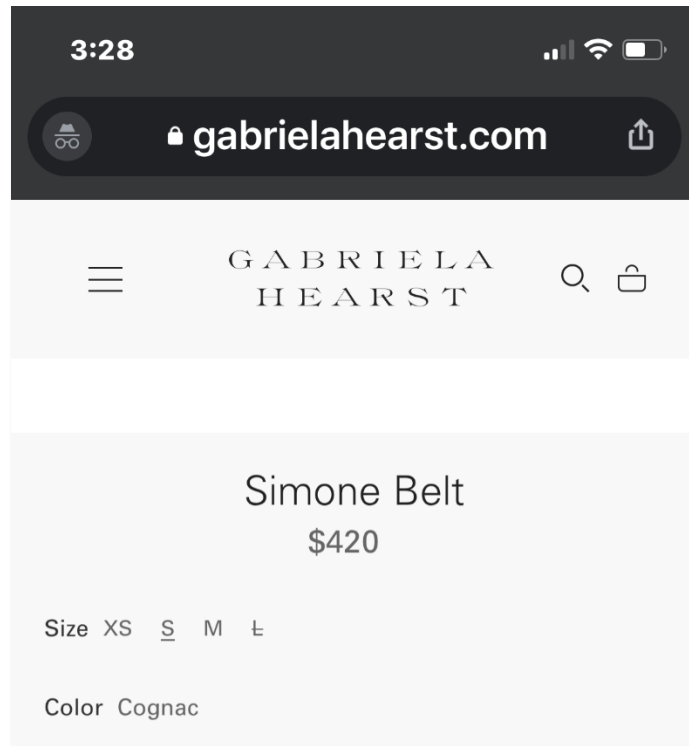 3:28
gabrielahearst.com
GABRIELA
HEARST
Simone Belt
$420
Size XS S M L
Color Cognac